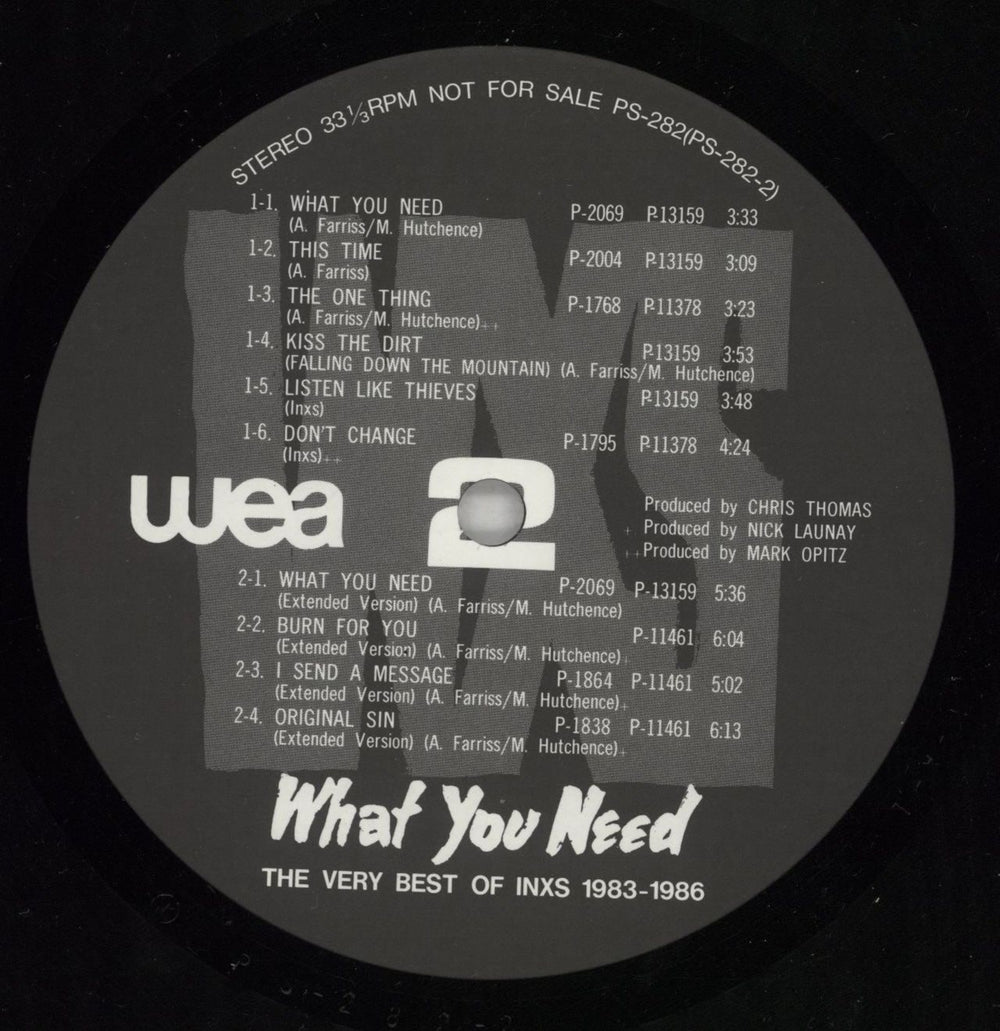 STEREO 33⅓RPM NOT FOR SALE PS-282(PS-282-2)
1-1. WHAT YOU NEED P-2069 P-13159 3:33
(A. Farriss/M. Hutchence)
1-2. THIS TIME P-2004 P-13159 3:09
(A. Farriss)
1-3. THE ONE THING P-1768 P-11378 3:23
(A. Farriss/M. Hutchence)++
1-4. KISS THE DIRT P-13159 3:53
(FALLING DOWN THE MOUNTAIN) (A. Farriss/M. Hutchence)
1-5. LISTEN LIKE THIEVES P-13159 3:48
(Inxs)
1-6. DON'T CHANGE P-1795 P-11378 4:24
(Inxs)++
INXS
wea
2
Produced by CHRIS THOMAS
+ Produced by NICK LAUNAY
++ Produced by MARK OPITZ
2-1. WHAT YOU NEED P-2069 P-13159 5:36
(Extended Version) (A. Farriss/M. Hutchence)
2-2. BURN FOR YOU P-11461 6:04
(Extended Version) (A. Farriss/M. Hutchence)+
2-3. I SEND A MESSAGE P-1864 P-11461 5:02
(Extended Version) (A. Farriss/M. Hutchence)+
2-4. ORIGINAL SIN P-1838 P-11461 6:13
(Extended Version) (A. Farriss/M. Hutchence)+
What You Need
THE VERY BEST OF INXS 1983-1986